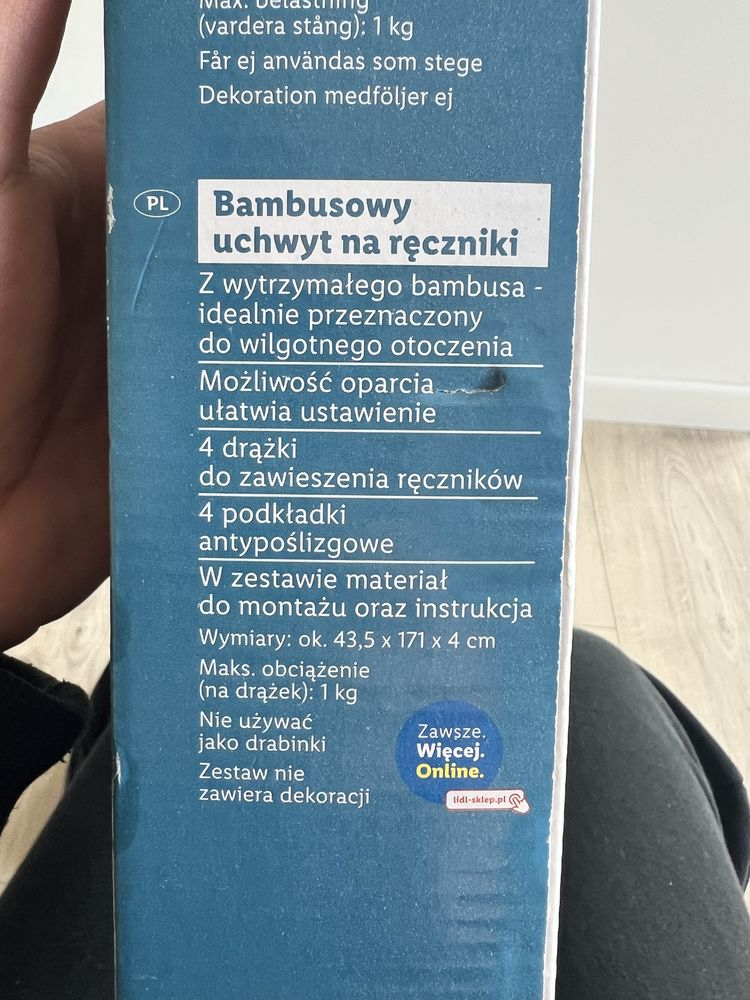 Max. belastning
(vardera stång): 1 kg
Får ej användas som stege
Dekoration medföljer ej
PL
Bambusowy
uchwyt na ręczniki
Z wytrzymałego bambusa -
idealnie przeznaczony
do wilgotnego otoczenia
Możliwość oparcia
ułatwia ustawienie
4 drążki
do zawieszenia ręczników
4 podkładki
antypoślizgowe
W zestawie materiał
do montażu oraz instrukcja
Wymiary: ok. 43,5 x 171 x 4 cm
Maks. obciążenie
(na drążek): 1 kg
Nie używać
jako drabinki
Zestaw nie
zawiera dekoracji
Zawsze.
Więcej.
Online.
lidl-sklep.pl